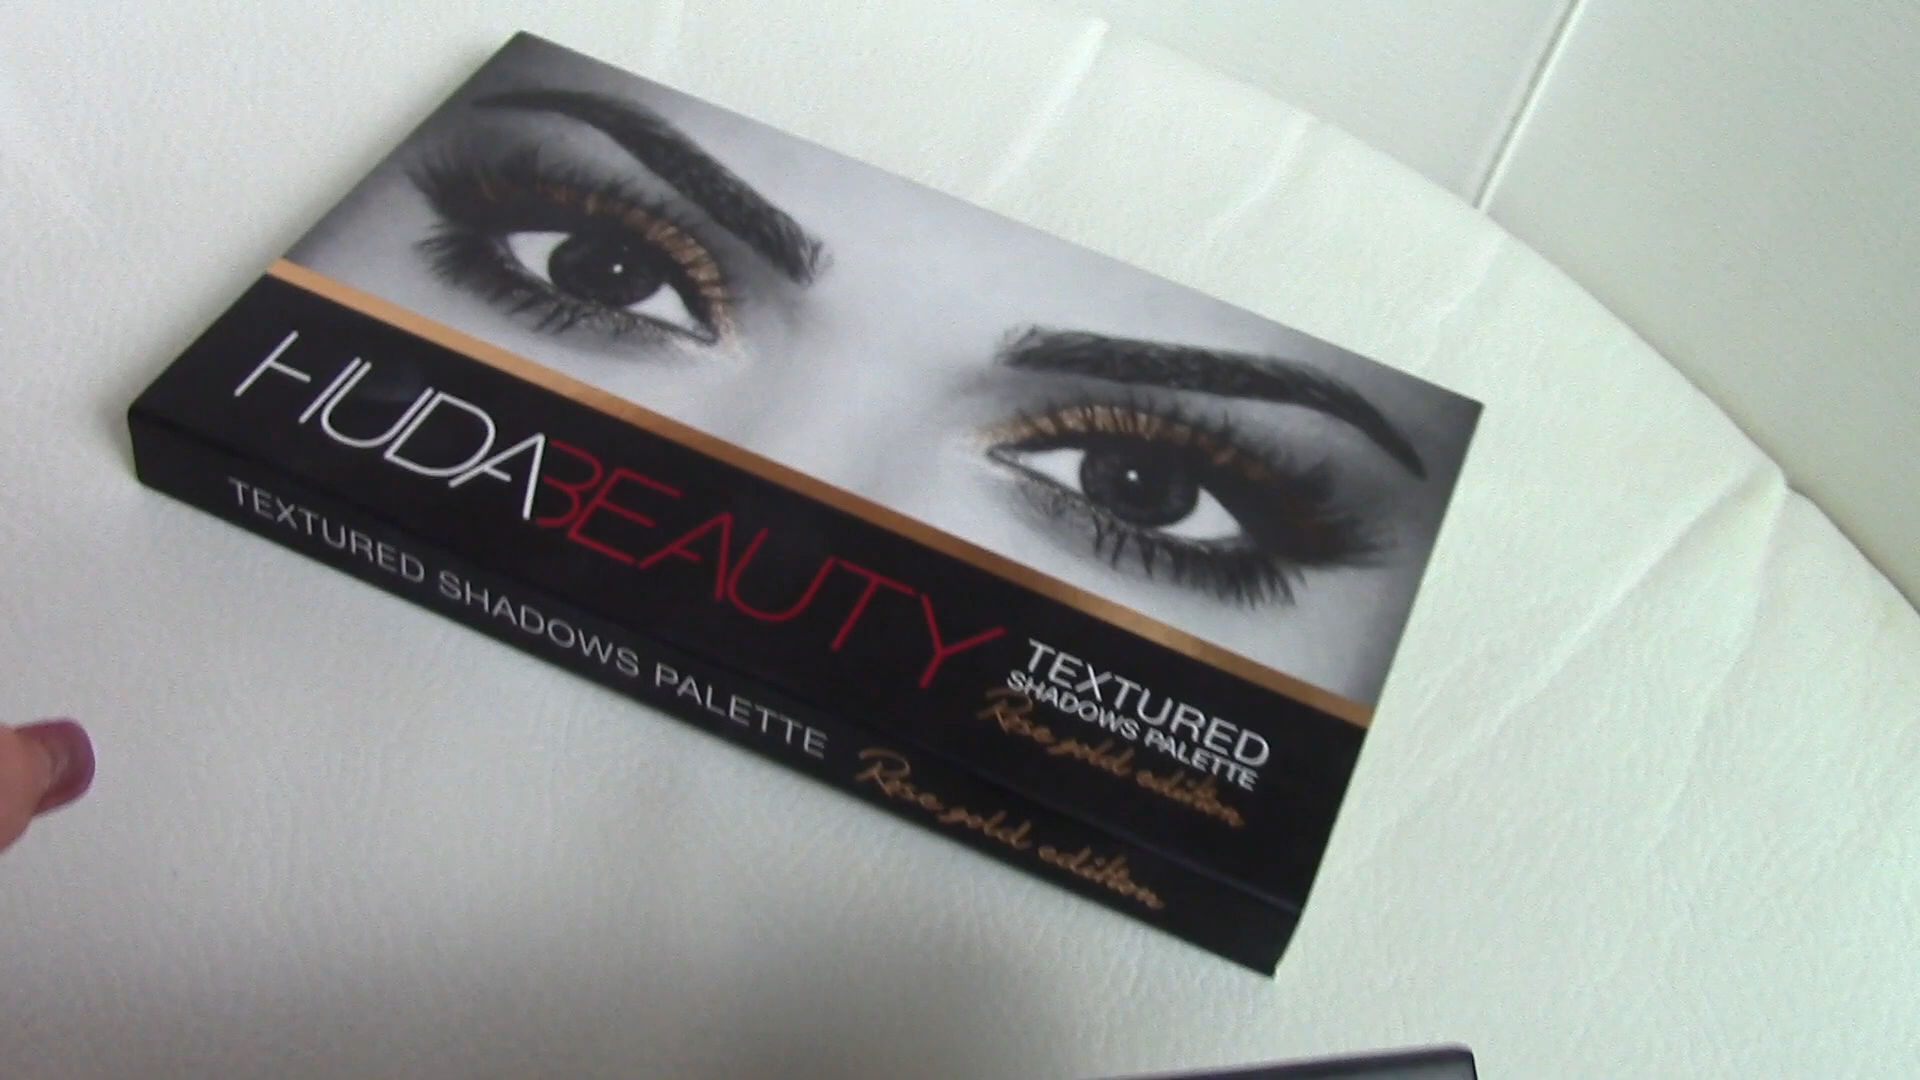 HUDABEAUTY
TEXTURED
SHADOWS PALETTE
Rose gold edition
TEXTURED SHADOWS PALETTE Rose gold edition